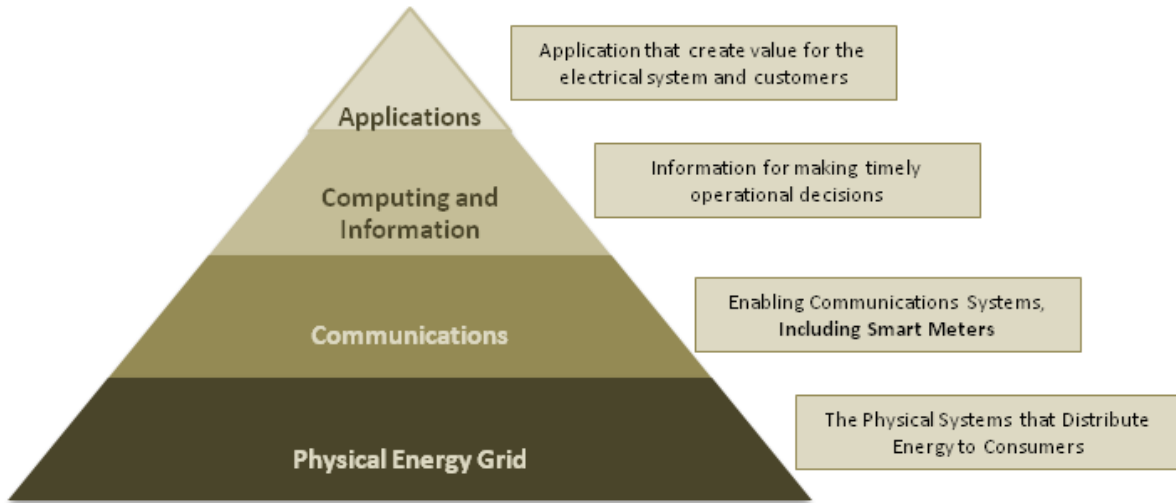 Application that create value for the
electrical system and customers
Applications
Information for making timely
operational decisions
Computing and
Information
Enabling Communications Systems,
Including Smart Meters
Communications
The Physical Systems that Distribute
Energy to Consumers
Physical Energy Grid